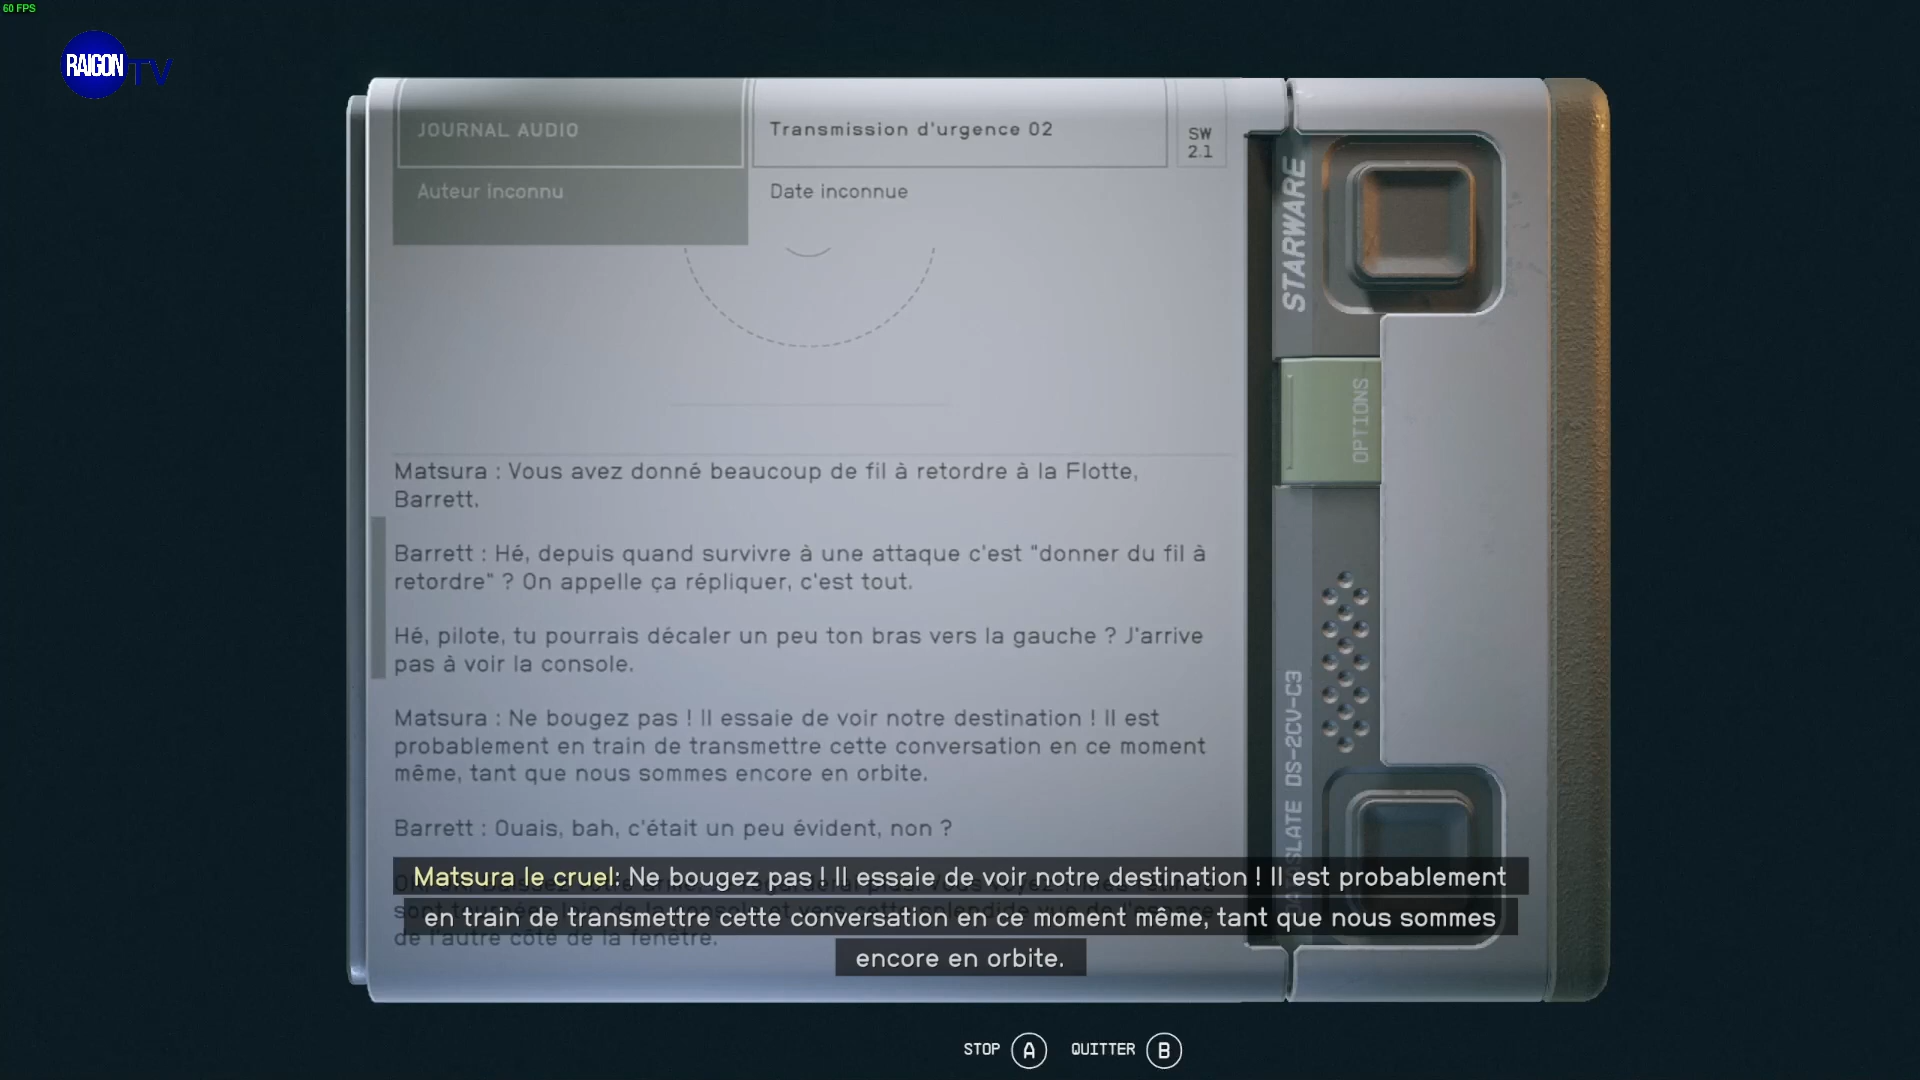 60 FPS
RAIGON TV
JOURNAL AUDIO
Transmission d'urgence 02
SW
2.1
Auteur inconnu
Date inconnue
STARWARE
OPTIONS
Matsura : Vous avez donné beaucoup de fil à retordre à la Flotte,
Barrett.
Barrett : Hé, depuis quand survivre à une attaque c'est "donner du fil à
retordre" ? On appelle ça répliquer, c'est tout.
Hé, pilote, tu pourrais décaler un peu ton bras vers la gauche ? J'arrive
pas à voir la console.
Matsura : Ne bougez pas ! Il essaie de voir notre destination ! Il est
probablement en train de transmettre cette conversation en ce moment
même, tant que nous sommes encore en orbite.
Barrett : Ouais, bah, c'était un peu évident, non ?
de l'autre côté de la fenêtre.
SLATE DS-2CV-C3
Matsura le cruel: Ne bougez pas ! Il essaie de voir notre destination ! Il est probablement
en train de transmettre cette conversation en ce moment même, tant que nous sommes
encore en orbite.
STOP A QUITTER B